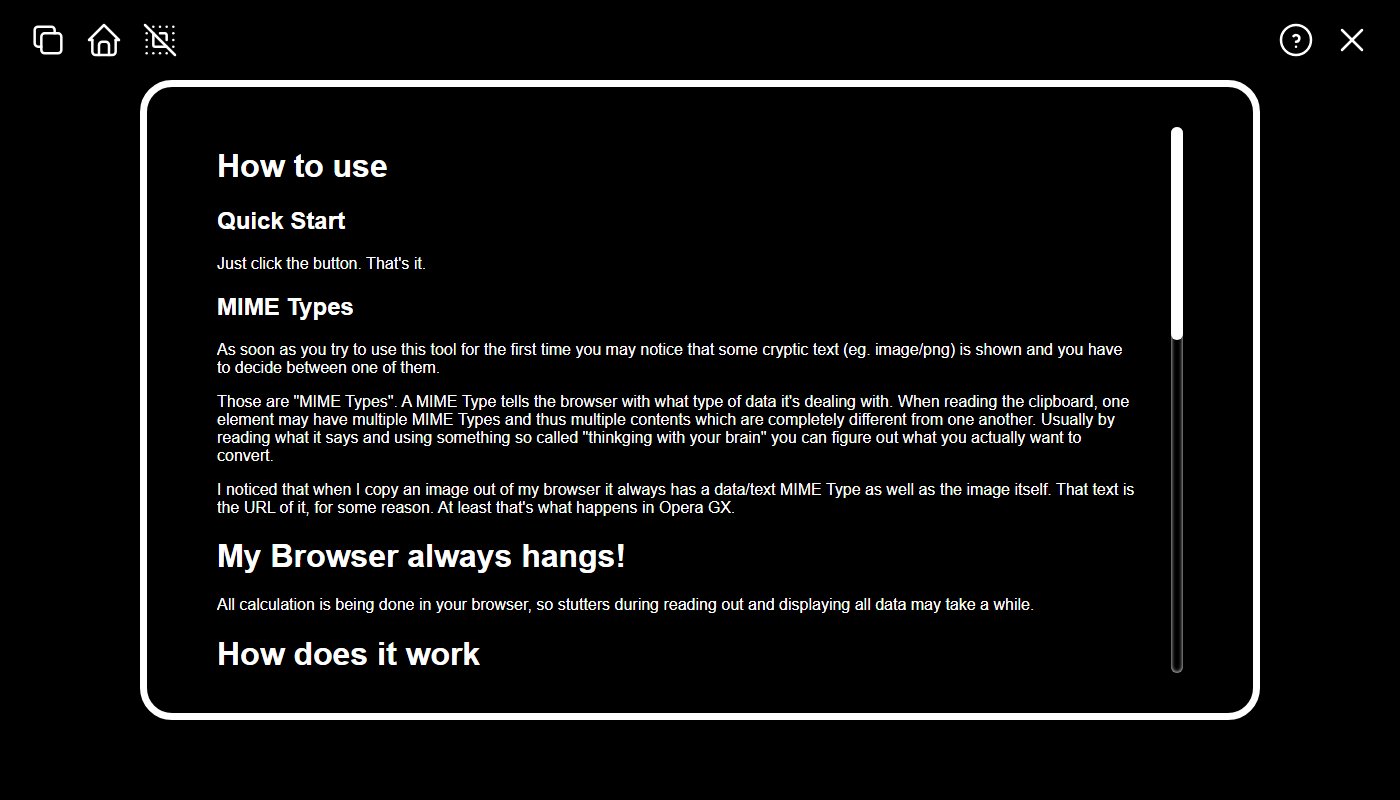 How to use
Quick Start
Just click the button. That's it.
MIME Types
As soon as you try to use this tool for the first time you may notice that some cryptic text (eg. image/png) is shown and you have
to decide between one of them.
Those are "MIME Types". A MIME Type tells the browser with what type of data it's dealing with. When reading the clipboard, one
element may have multiple MIME Types and thus multiple contents which are completely different from one another. Usually by
reading what it says and using something so called "thinkging with your brain" you can figure out what you actually want to
convert.
I noticed that when I copy an image out of my browser it always has a data/text MIME Type as well as the image itself. That text is
the URL of it, for some reason. At least that's what happens in Opera GX.
My Browser always hangs!
All calculation is being done in your browser, so stutters during reading out and displaying all data may take a while.
How does it work